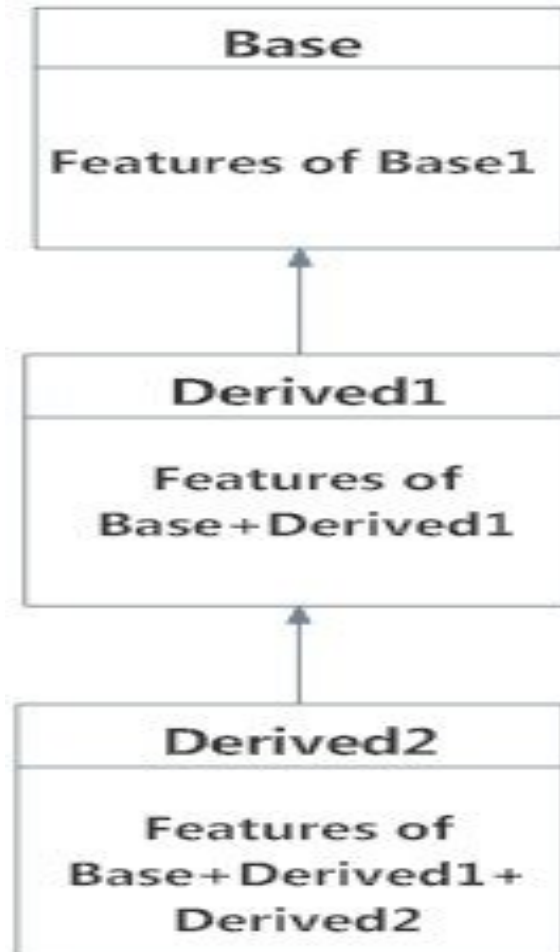 Base
Features of Base1
Derived1
Features of
Base+Derived1
Derived2
Features of
Base+Derived1+
Derived2